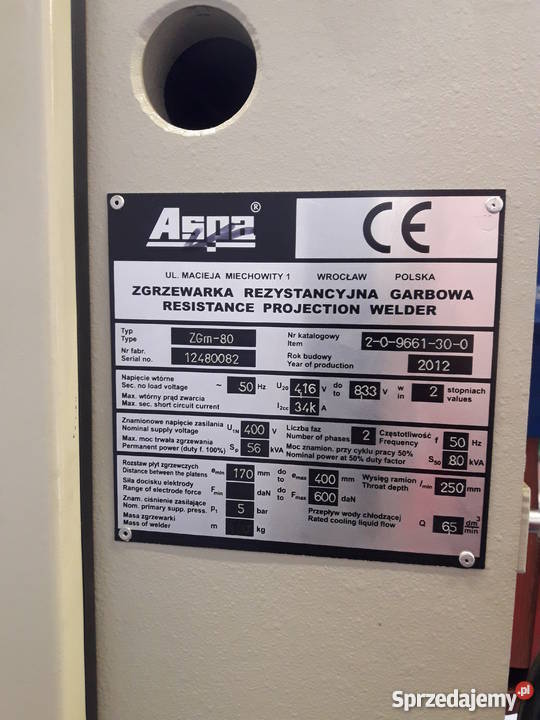 Aspa ®
CE
UL. MACIEJA MIECHOWITY 1 WROCŁAW POLSKA
ZGRZEWARKA REZYSTANCYJNA GARBOWA
RESISTANCE PROJECTION WELDER
Typ
Type ZGm-80
Nr katalogowy
Item 2-0-9661-30-0
Nr fabr.
Serial no. 12480082
Rok budowy
Year of production 2012
Napięcie wtórne
Sec. no load voltage ~ 50 Hz U20 4,16 V do to 8,33 V w in 2 stopniach values
Max. wtórny prąd zwarcia
Max. sec. short circuit current I2cc 34k A
Znamionowe napięcie zasilania
Nominal supply voltage U1N 400 V
Liczba faz
Number of phases 2
Częstotliwość
Frequency f 50 Hz
Max. moc trwała zgrzewania
Permanent power (duty f. 100%) Sp 56 kVA
Moc znamion. przy cyklu pracy 50%
Nominal power at 50% duty factor S50 80 kVA
Rozstaw płyt zgrzewczych
Distance between the platens emin 170 mm do to emax 400 mm
Wysięg ramion
Throat depth lmin 250 mm
Siła docisku elektrody
Range of electrode force Fmin daN do to Fmax 600 daN
Znam. ciśnienie zasilające
Nom. primary supp. press. p1 5 bar
Przepływ wody chłodzącej
Rated cooling liquid flow Q 6,5 dm3/min
Masa zgrzewarki
Mass of welder m kg
Sprzedajemy.pl